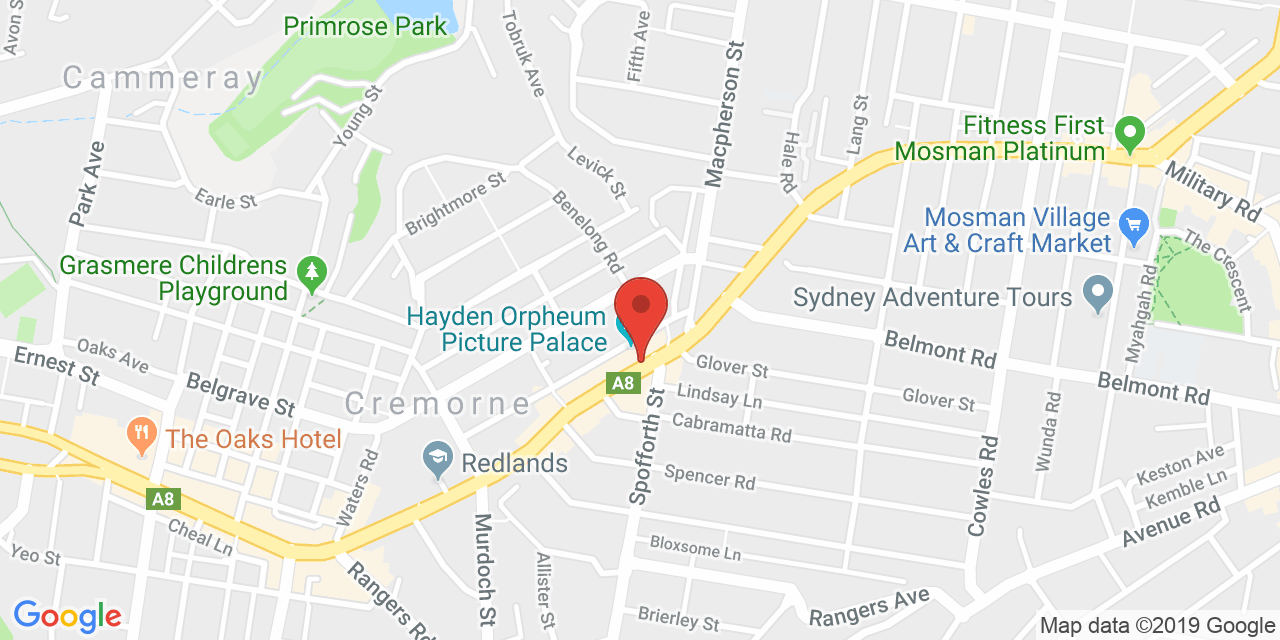 Primrose Park
Avon St
Tobruk Ave
Fifth Ave
Macpherson St
Cammeray
Young St
Lang St
Hale Rd
Fitness First
Mosman Platinum
Military Rd
Park Ave
Earle St
Levick St
Brightmore St
Benelong Rd
Mosman Village
Art & Craft Market
The Crescent
Grasmere Childrens
Playground
Sydney Adventure Tours
Myahgah Rd
Hayden Orpheum
Picture Palace
Oaks Ave
Ernest St
Belgrave St
Belmont Rd
Belmont Rd
Glover St
Glover St
A8
Lindsay Ln
Cremorne
Cabramatta Rd
Spofforth St
Wunda Rd
The Oaks Hotel
Redlands
Waters Rd
Spencer Rd
Cowles Rd
Keston Ave
Kemble Ln
Avenue Rd
A8
Cheal Ln
Yeo St
Murdoch St
Allister St
Bloxsome Ln
Rangers Rd
Rangers Ave
Brierley St
Google
Map data ©2019 Google